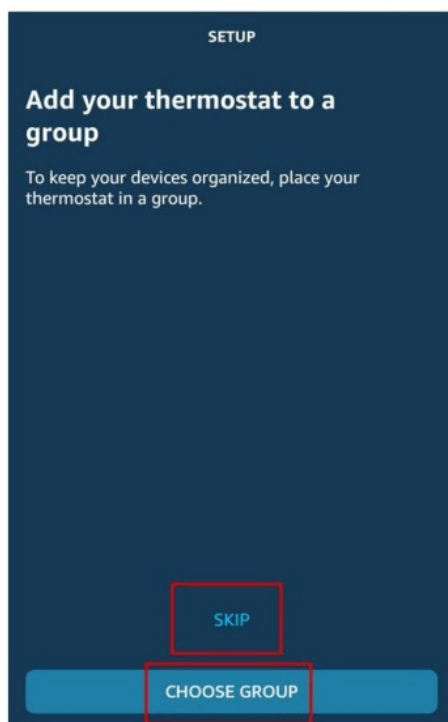 SETUP
Add your thermostat to a
group
To keep your devices organized, place your
thermostat in a group.
SKIP
CHOOSE GROUP